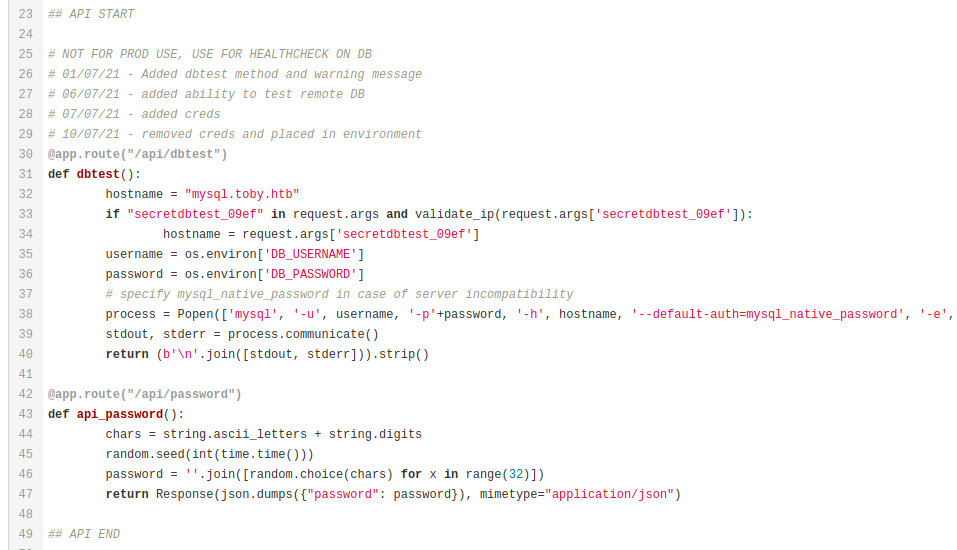 23 ## API START
24
25 # NOT FOR PROD USE, USE FOR HEALTHCHECK ON DB
26 # 01/07/21 - Added dbtest method and warning message
27 # 06/07/21 - added ability to test remote DB
28 # 07/07/21 - added creds
29 # 10/07/21 - removed creds and placed in environment
30 @app.route("/api/dbtest")
31 def dbtest():
32         hostname = "mysql.toby.htb"
33         if "secretdbtest_09ef" in request.args and validate_ip(request.args['secretdbtest_09ef']):
34                 hostname = request.args['secretdbtest_09ef']
35         username = os.environ['DB_USERNAME']
36         password = os.environ['DB_PASSWORD']
37         # specify mysql_native_password in case of server incompatibility
38         process = Popen(['mysql', '-u', username, '-p'+password, '-h', hostname, '--default-auth=mysql_native_password', '-e',
39         stdout, stderr = process.communicate()
40         return (b'\n'.join([stdout, stderr])).strip()
41
42 @app.route("/api/password")
43 def api_password():
44         chars = string.ascii_letters + string.digits
45         random.seed(int(time.time()))
46         password = ''.join([random.choice(chars) for x in range(32)])
47         return Response(json.dumps({"password": password}), mimetype="application/json")
48
49 ## API END